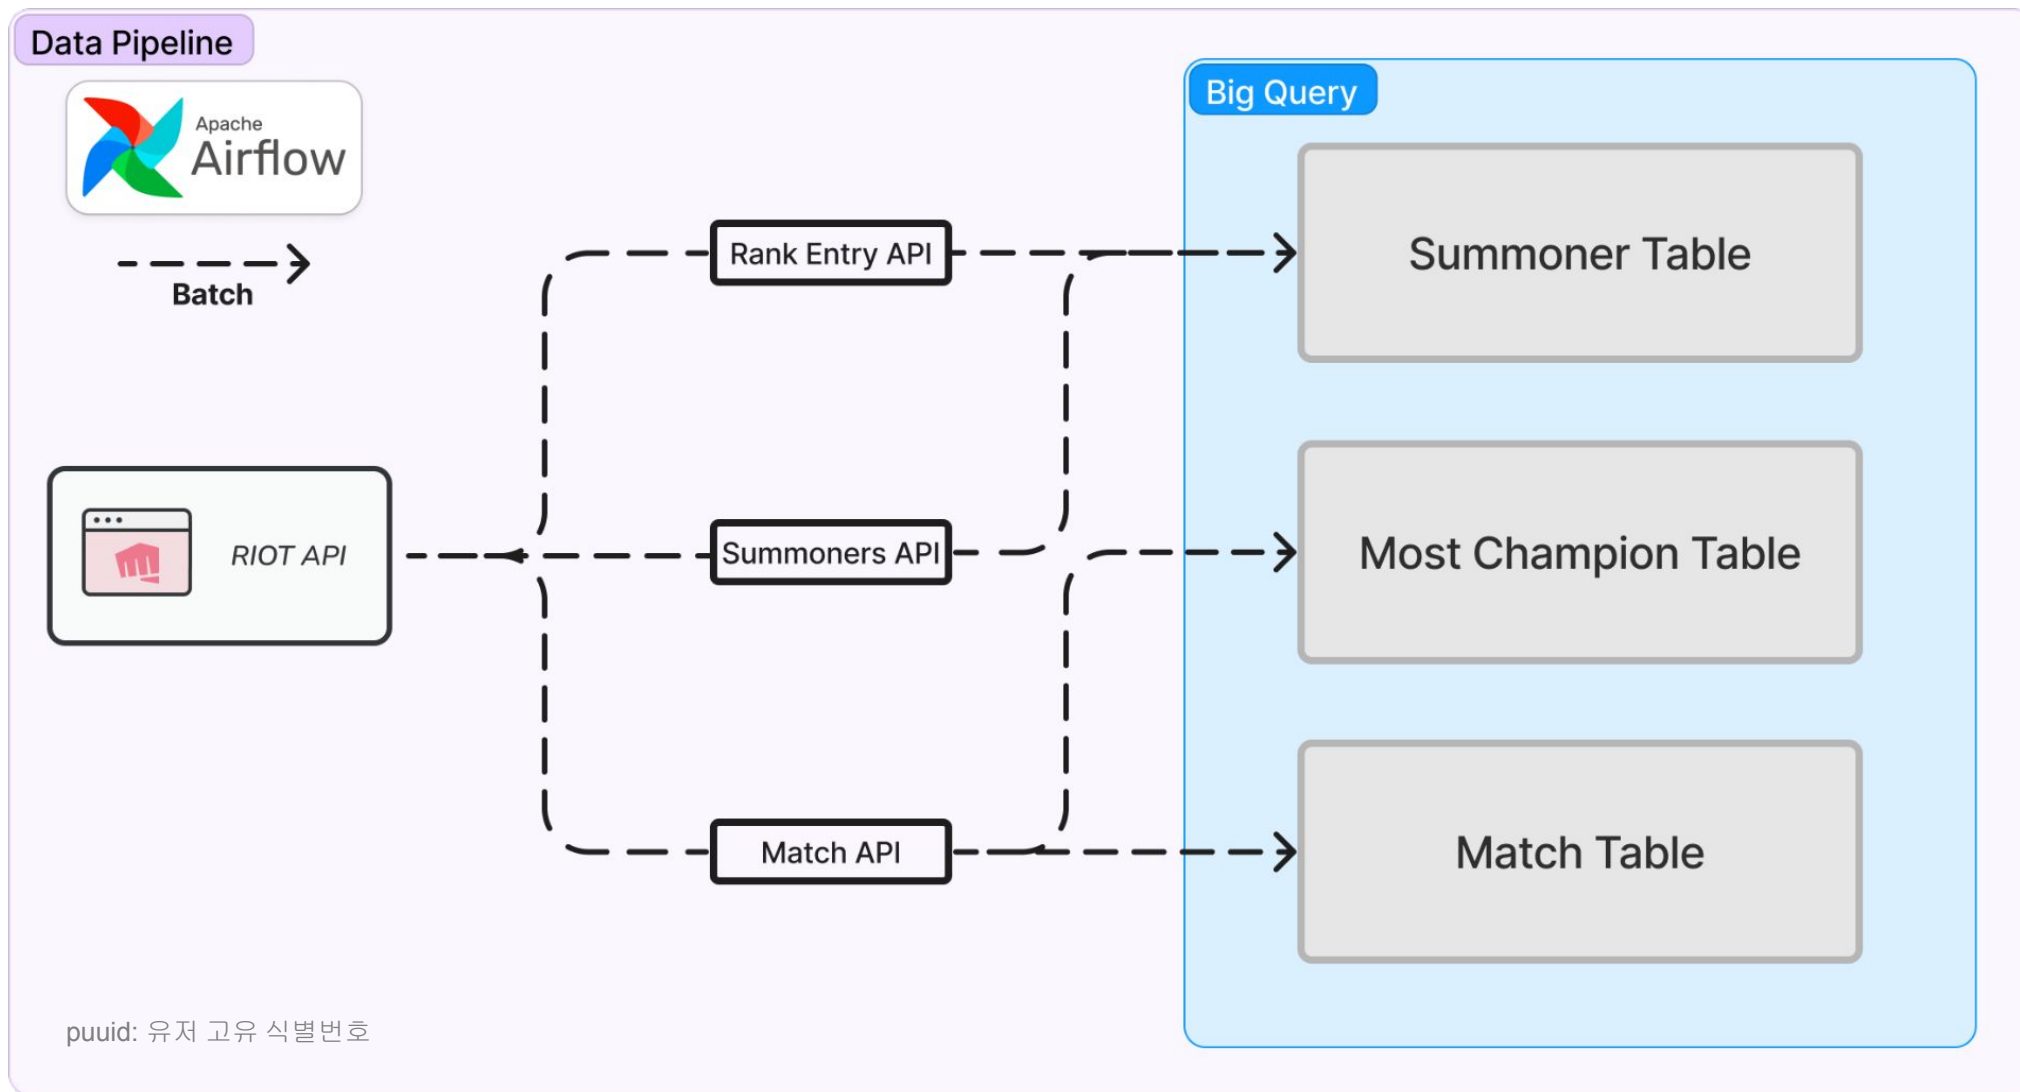 Data Pipeline
Apache
Airflow
Batch
Big Query
Rank Entry API
Summoner Table
RIOT API
Summoners API
Most Champion Table
Match API
Match Table
puuid: 유저 고유 식별번호